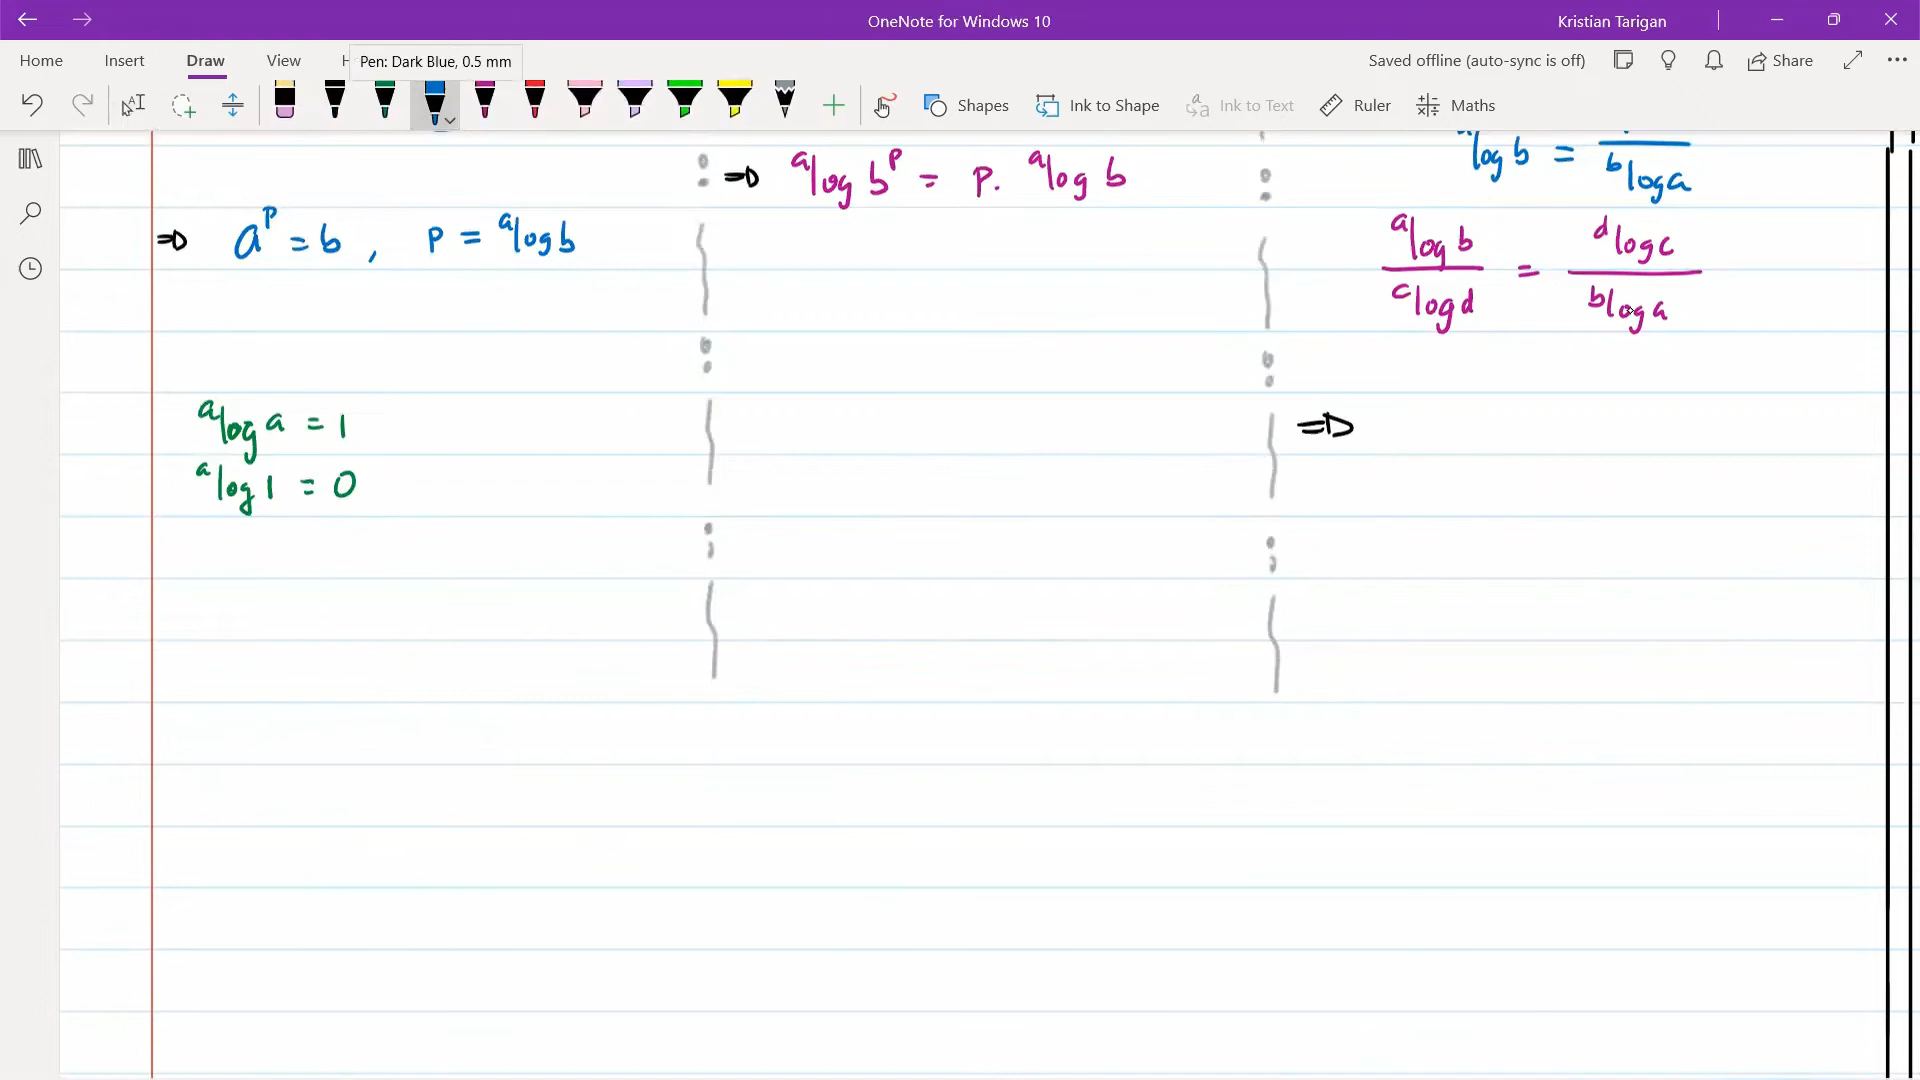 OneNote for Windows 10
Kristian Tarigan
Home Insert Draw View H
Pen: Dark Blue, 0.5 mm
Saved offline (auto-sync is off)
Share
Shapes Ink to Shape Ink to Text Ruler Maths
⇒ ᵃlog bᵖ = p. ᵃlog b
ᵃlog b = — / ᵇlog a
⇒ aᵖ = b, p = ᵃlog b
ᵃlog b / ᶜlog d = ᵈlog c / ᵇlog a
ᵃlog a = 1
⇒
ᵃlog 1 = 0